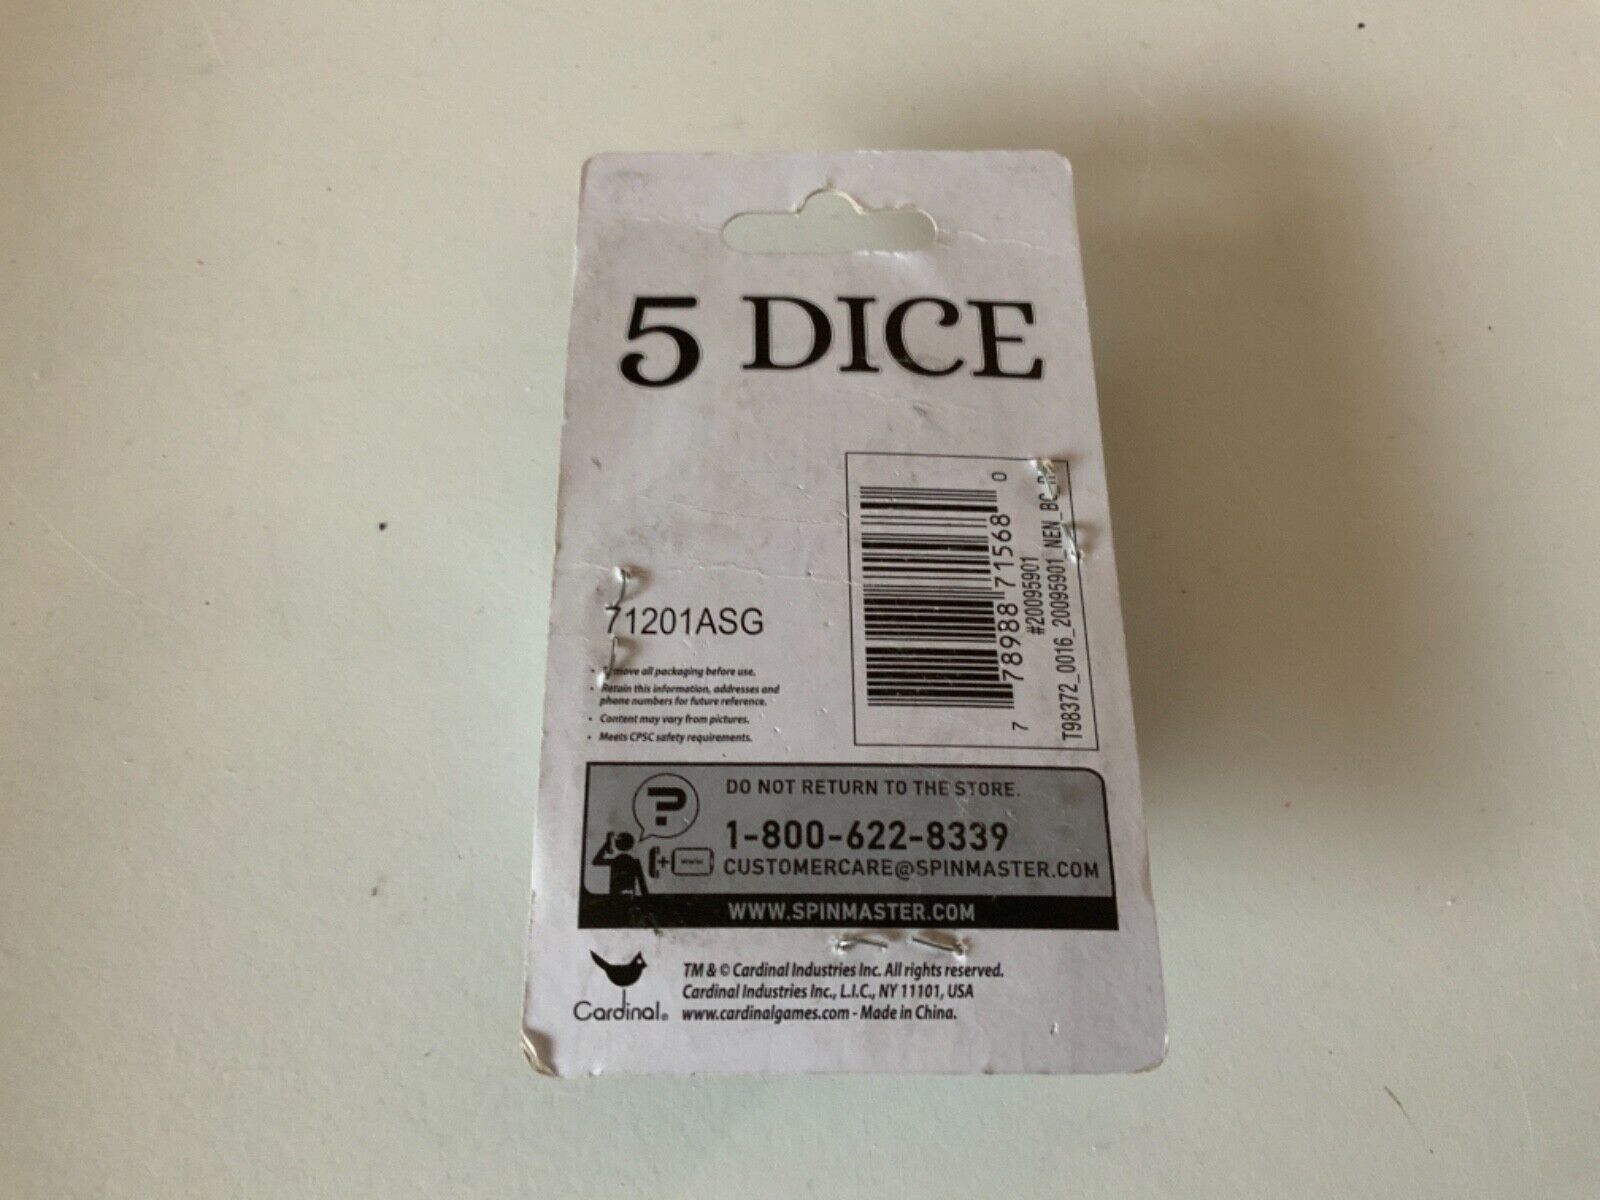 5 DICE
7 78988 71568 0
#20095901
T98372_0016_20095901_NEN_BC_
71201ASG
• move all packaging before use.
• Retain this information, addresses and
phone numbers for future reference.
• Content may vary from pictures.
• Meets CPSC safety requirements.
?
DO NOT RETURN TO THE STORE.
1-800-622-8339
+ www.
CUSTOMERCARE@SPINMASTER.COM
WWW.SPINMASTER.COM
Cardinal®
TM & © Cardinal Industries Inc. All rights reserved.
Cardinal Industries Inc., L.I.C., NY 11101, USA
www.cardinalgames.com - Made in China.